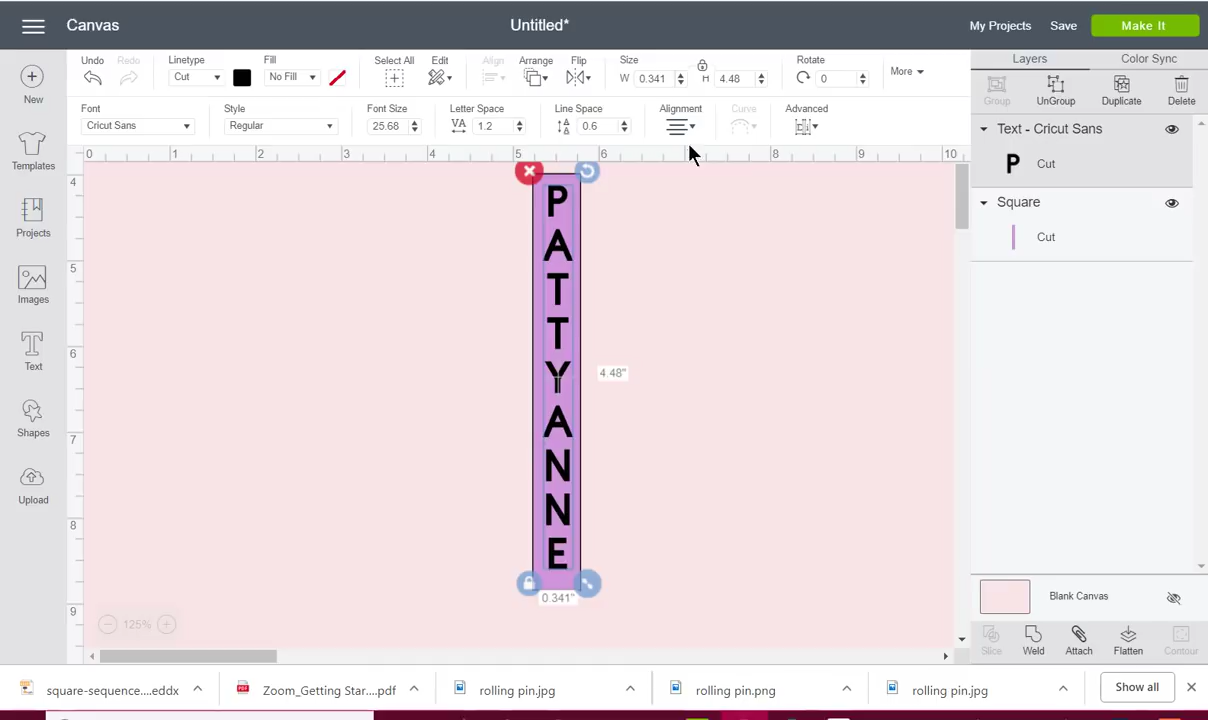 Canvas
Untitled*
My Projects
Save
Make It
Undo
Redo
Linetype
Cut
Fill
No Fill
Select All
Edit
Align
Arrange
Flip
Size
W 0.341
H 4.48
Rotate
0
More
Font
Cricut Sans
Style
Regular
Font Size
25.68
Letter Space
VA 1.2
Line Space
0.6
Alignment
Curve
Advanced
New
Templates
Projects
Images
Text
Shapes
Upload
0 1 2 3 4 5 6 8 9 10
4
5
6
7
8
9
P
A
T
T
Y
A
N
N
E
4.48"
0.341"
125%
Layers
Color Sync
Group
UnGroup
Duplicate
Delete
Text - Cricut Sans
P Cut
Square
Cut
Blank Canvas
Slice
Weld
Attach
Flatten
Contour
square-sequence....eddx
PDF
Zoom_Getting Star....pdf
rolling pin.jpg
rolling pin.png
rolling pin.jpg
Show all